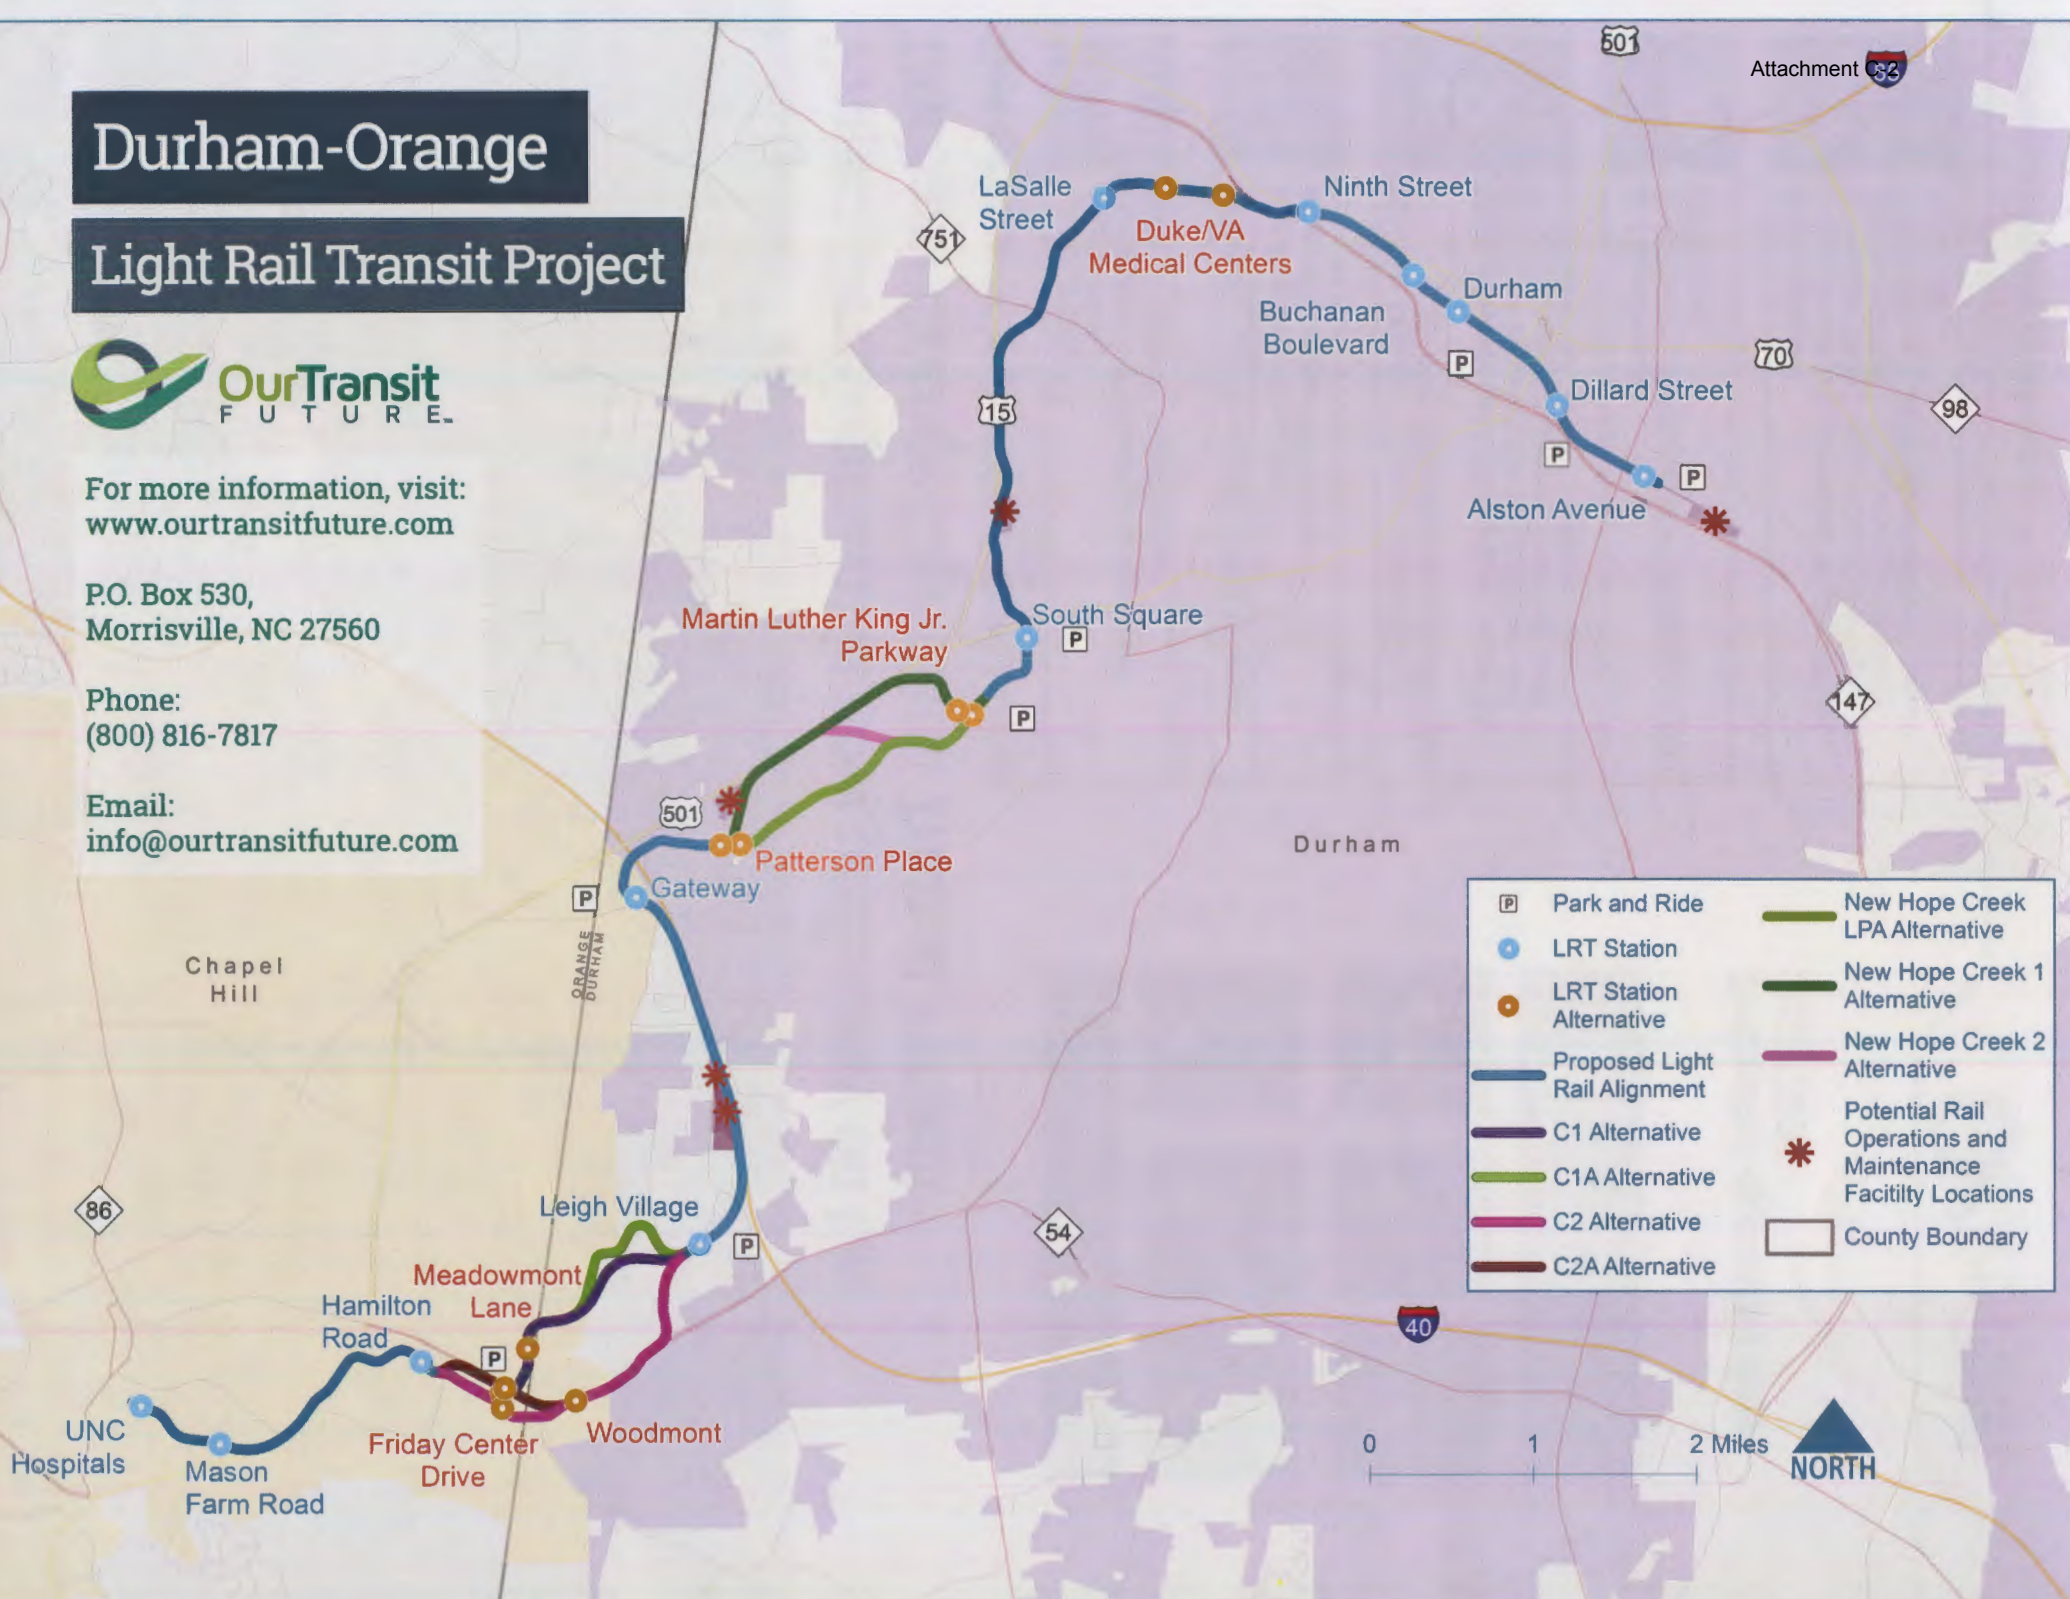 Attachment C-2
Durham-Orange
Light Rail Transit Project
OurTransit
FUTURE
For more information, visit:
www.ourtransitfuture.com
P.O. Box 530,
Morrisville, NC 27560
Phone:
(800) 816-7817
Email:
info@ourtransitfuture.com
501
751
LaSalle
Street
Duke/VA
Medical Centers
Ninth Street
Buchanan
Boulevard
Durham
P
70
98
15
Dillard Street
P
P
Alston Avenue
South Square
P
Martin Luther King Jr.
Parkway
P
147
501
Patterson Place
Gateway
P
ORANGE
DURHAM
Durham
Chapel
Hill
86
Leigh Village
P
54
Meadowmont
Lane
Hamilton
Road
P
40
UNC
Hospitals
Mason
Farm Road
Friday Center
Drive
Woodmont
P Park and Ride
LRT Station
LRT Station
Alternative
Proposed Light
Rail Alignment
C1 Alternative
C1A Alternative
C2 Alternative
C2A Alternative
New Hope Creek
LPA Alternative
New Hope Creek 1
Alternative
New Hope Creek 2
Alternative
Potential Rail
Operations and
Maintenance
Facitilty Locations
County Boundary
0 1 2 Miles
NORTH